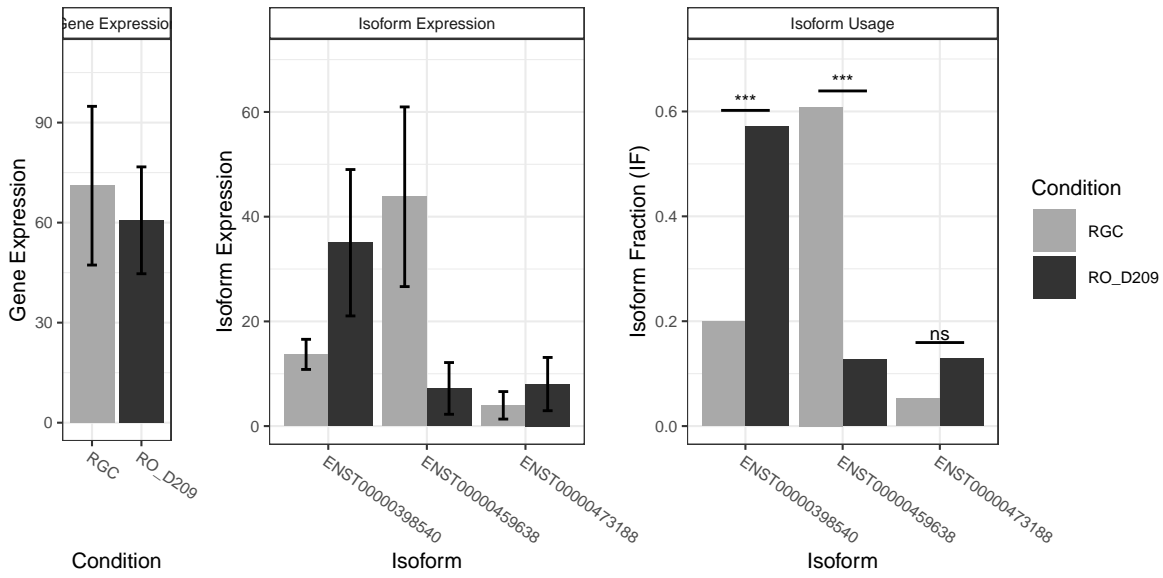 Gene Expression
Isoform Expression
Isoform Usage
Gene Expression
90
60
30
0
RGC
RO_D209
Condition
Isoform Expression
60
40
20
0
ENST00000398540
ENST00000459638
ENST00000473188
Isoform
Isoform Fraction (IF)
0.6
0.4
0.2
0.0
***
***
ns
ENST00000398540
ENST00000459638
ENST00000473188
Isoform
Condition
RGC
RO_D209